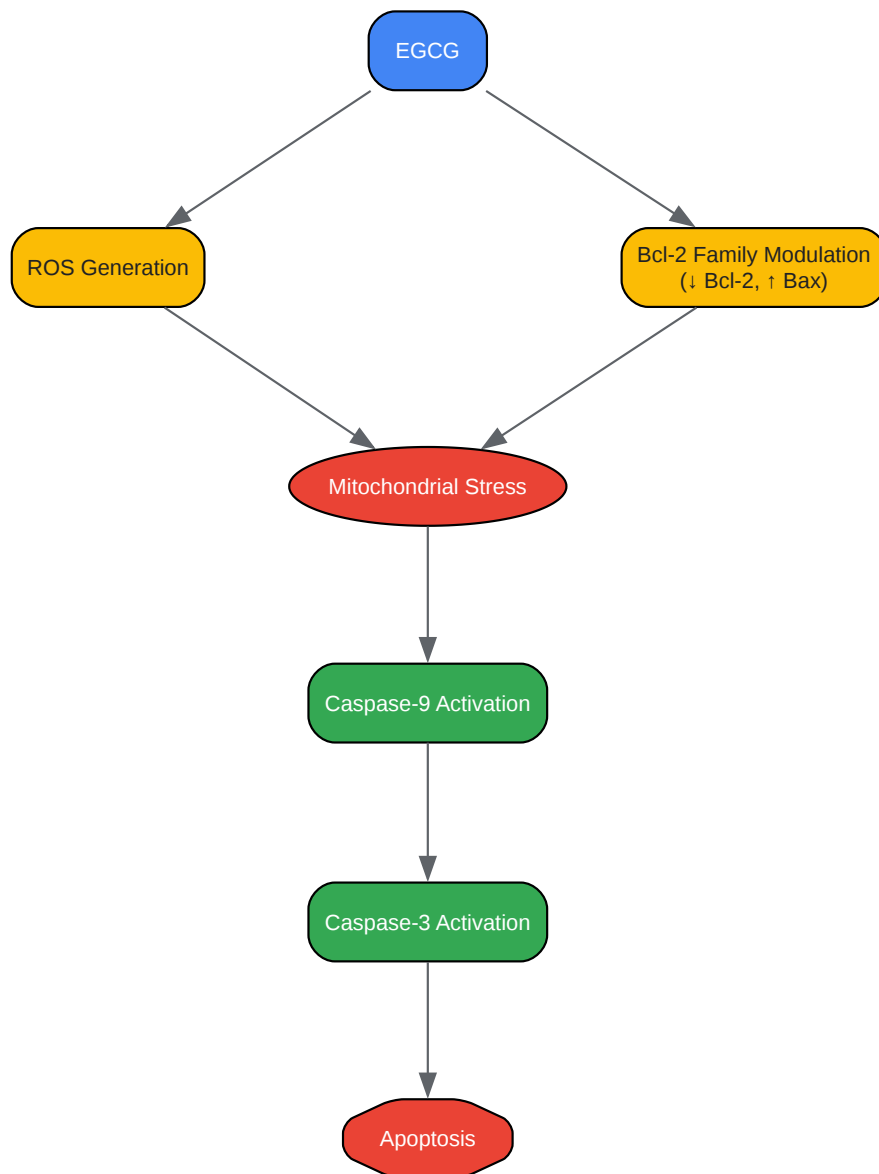 EGCG
ROS Generation
Bcl-2 Family Modulation
(↓ Bcl-2, ↑ Bax)
Mitochondrial Stress
Caspase-9 Activation
Caspase-3 Activation
Apoptosis